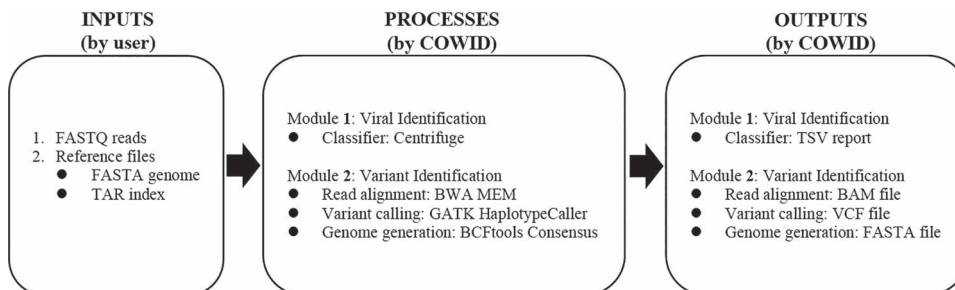 INPUTS
(by user)
1. FASTQ reads
2. Reference files
● FASTA genome
● TAR index
PROCESSES
(by COWID)
Module 1: Viral Identification
● Classifier: Centrifuge
Module 2: Variant Identification
● Read alignment: BWA MEM
● Variant calling: GATK HaplotypeCaller
● Genome generation: BCFtools Consensus
OUTPUTS
(by COWID)
Module 1: Viral Identification
● Classifier: TSV report
Module 2: Variant Identification
● Read alignment: BAM file
● Variant calling: VCF file
● Genome generation: FASTA file